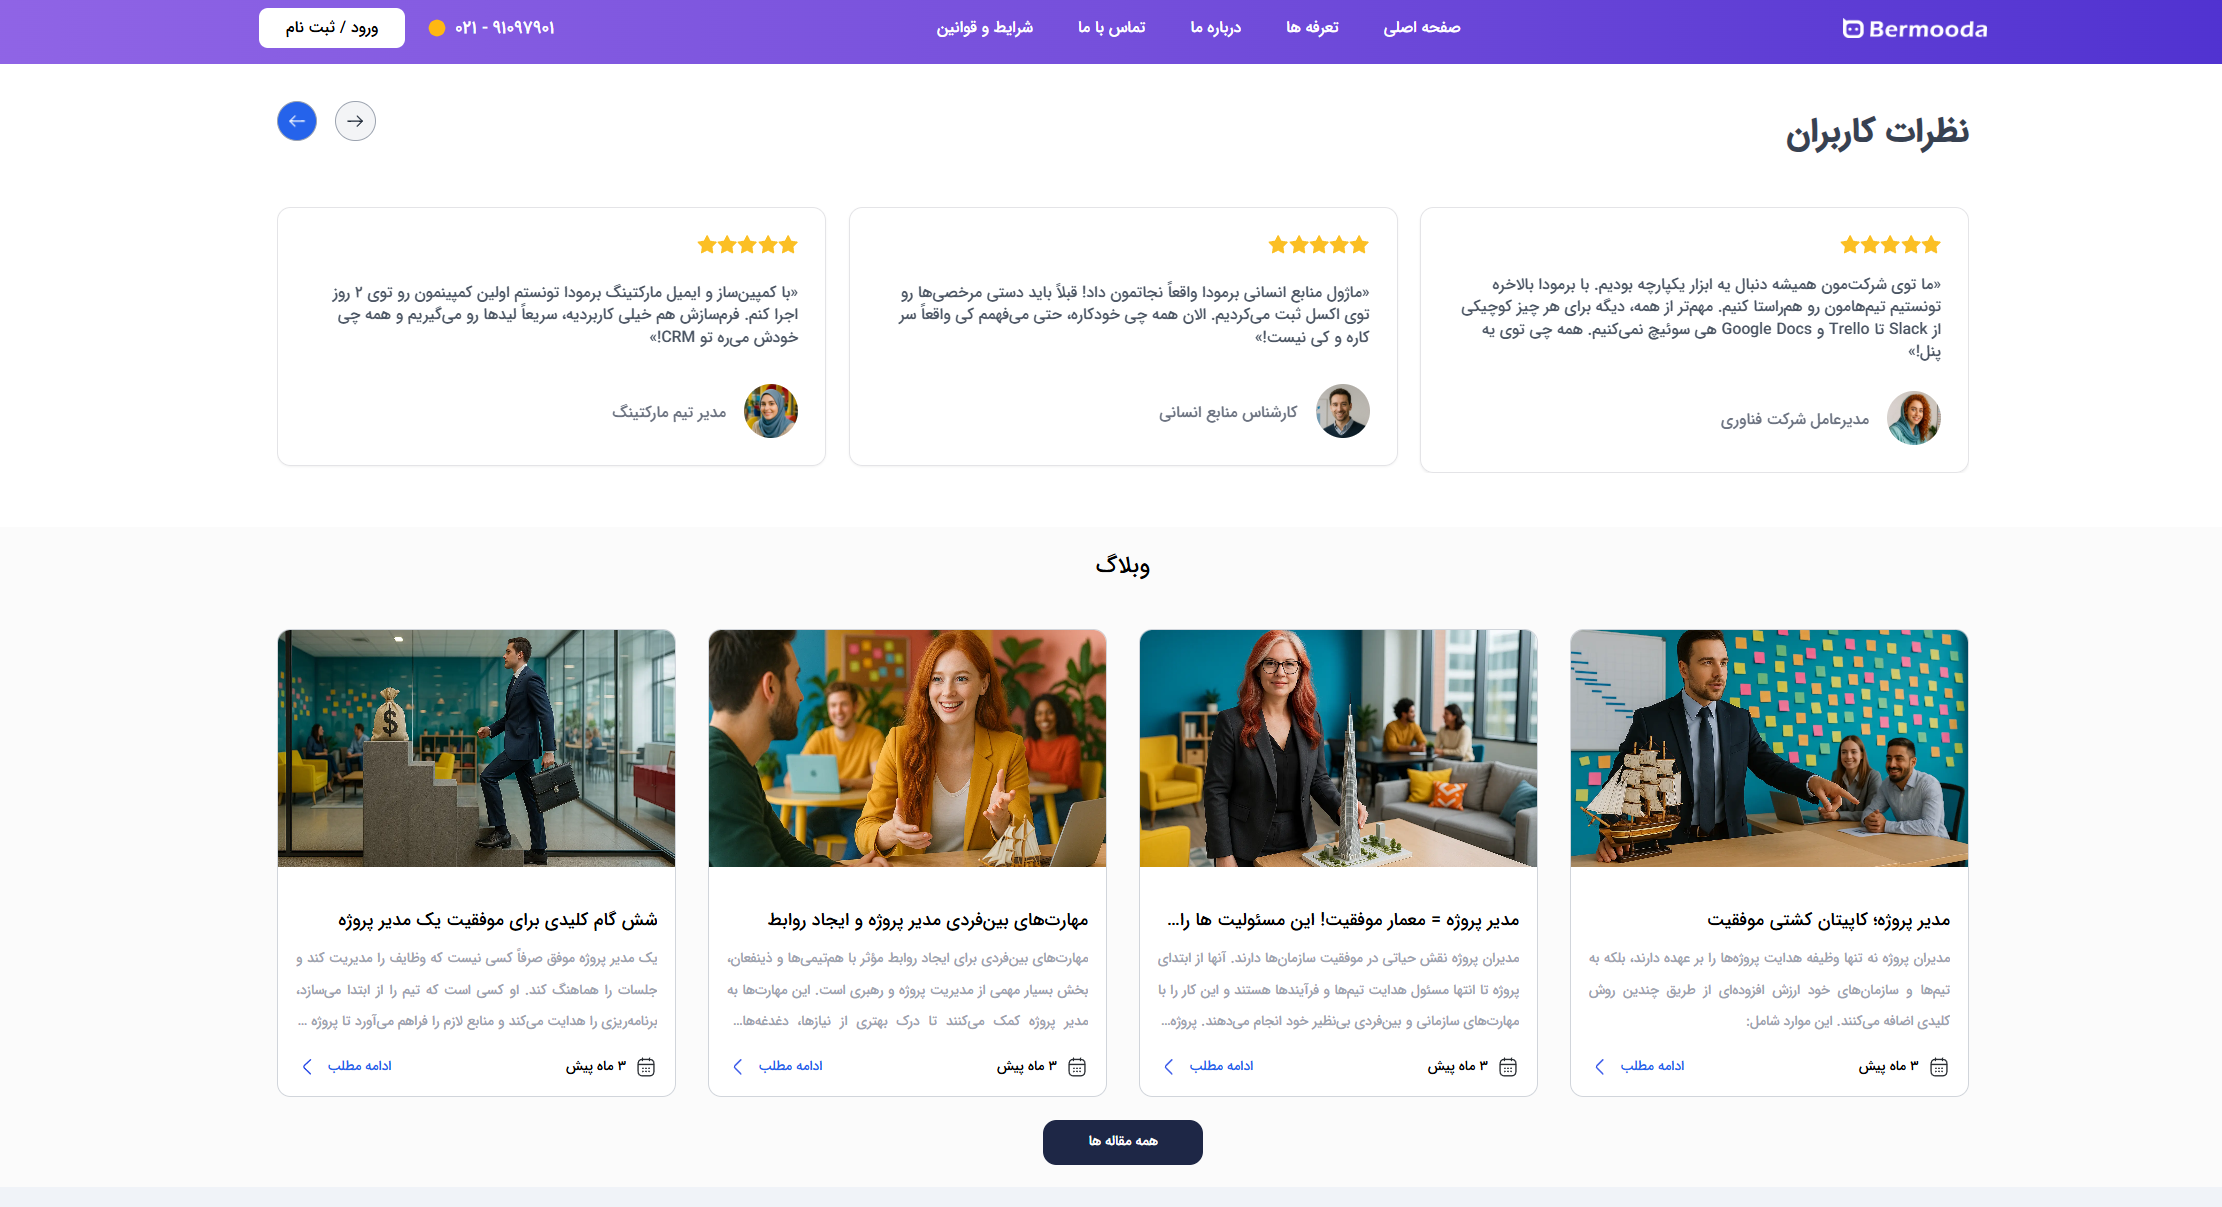 Bermooda
صفحه اصلی
تعرفه ها
درباره ما
تماس با ما
شرایط و قوانین
۰۲۱ - ۹۱۰۹۷۹۰۱
ورود / ثبت نام
نظرات کاربران
«ما توی شرکت‌مون همیشه دنبال یه ابزار یکپارچه بودیم. با برمودا بالاخره
تونستیم تیم‌هامون رو هم‌راستا کنیم. مهم‌تر از همه، دیگه برای هر چیز کوچیکی
از Slack تا Trello و Google Docs هی سوئیچ نمی‌کنیم. همه چی توی یه
پنل!»
مدیرعامل شرکت فناوری
«ماژول منابع انسانی برمودا واقعاً نجاتمون داد! قبلاً باید دستی مرخصی‌ها رو
توی اکسل ثبت می‌کردیم. الان همه چی خودکاره، حتی می‌فهمم کی واقعاً سر
کاره و کی نیست!»
کارشناس منابع انسانی
«با کمپین‌ساز و ایمیل مارکتینگ برمودا تونستم اولین کمپینمون رو توی ۲ روز
اجرا کنم. فرم‌سازش هم خیلی کاربردیه، سریعاً لیدها رو می‌گیریم و همه چی
خودش می‌ره تو CRM!»
مدیر تیم مارکتینگ
وبلاگ
مدیر پروژه؛ کاپیتان کشتی موفقیت
مدیران پروژه نه تنها وظیفه هدایت پروژه‌ها را بر عهده دارند، بلکه به
تیم‌ها و سازمان‌های خود ارزش افزوده‌ای از طریق چندین روش
کلیدی اضافه می‌کنند. این موارد شامل:
۳ ماه پیش
ادامه مطلب
مدیر پروژه = معمار موفقیت! این مسئولیت ها را...
مدیران پروژه نقش حیاتی در موفقیت سازمان‌ها دارند. آنها از ابتدای
پروژه تا انتها مسئول هدایت تیم‌ها و فرآیندها هستند و این کار را با
مهارت‌های سازمانی و بین‌فردی بی‌نظیر خود انجام می‌دهند. پروژه...
۳ ماه پیش
ادامه مطلب
مهارت‌های بین‌فردی مدیر پروژه و ایجاد روابط
مهارت‌های بین‌فردی برای ایجاد روابط مؤثر با هم‌تیمی‌ها و ذینفعان،
بخش بسیار مهمی از مدیریت پروژه و رهبری است. این مهارت‌ها به
مدیر پروژه کمک می‌کنند تا درک بهتری از نیازها، دغدغه‌ها...
۳ ماه پیش
ادامه مطلب
شش گام کلیدی برای موفقیت یک مدیر پروژه
یک مدیر پروژه موفق صرفاً کسی نیست که وظایف را مدیریت کند و
جلسات را هماهنگ کند. او کسی است که تیم را از ابتدا می‌سازد،
برنامه‌ریزی را هدایت می‌کند و منابع لازم را فراهم می‌آورد تا پروژه ...
۳ ماه پیش
ادامه مطلب
همه مقاله ها